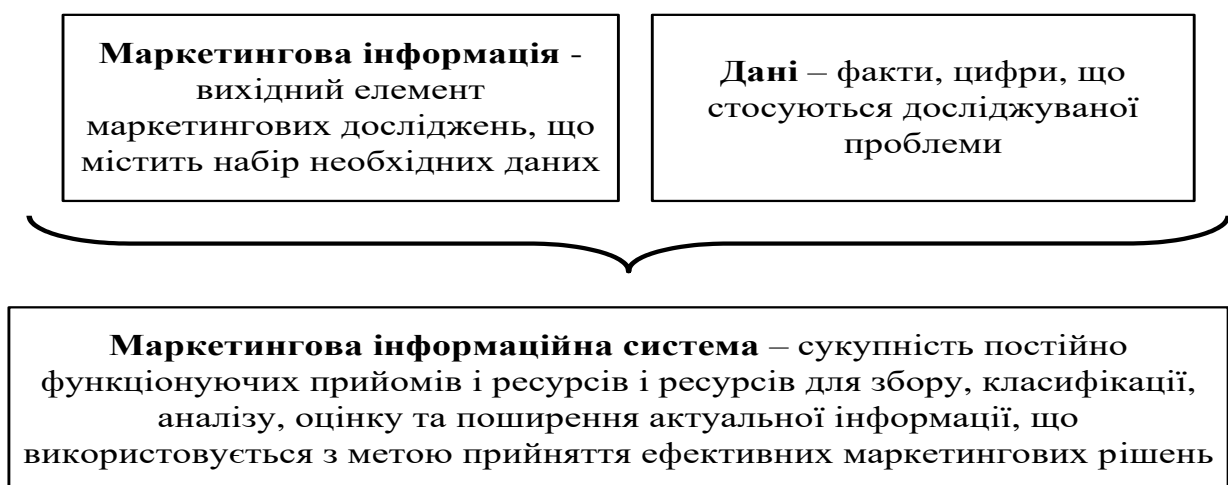 Маркетингова інформація -
вихідний елемент
маркетингових досліджень, що
містить набір необхідних даних
Дані – факти, цифри, що
стосуються досліджуваної
проблеми
Маркетингова інформаційна система – сукупність постійно
функціонуючих прийомів і ресурсів і ресурсів для збору, класифікації,
аналізу, оцінку та поширення актуальної інформації, що
використовується з метою прийняття ефективних маркетингових рішень